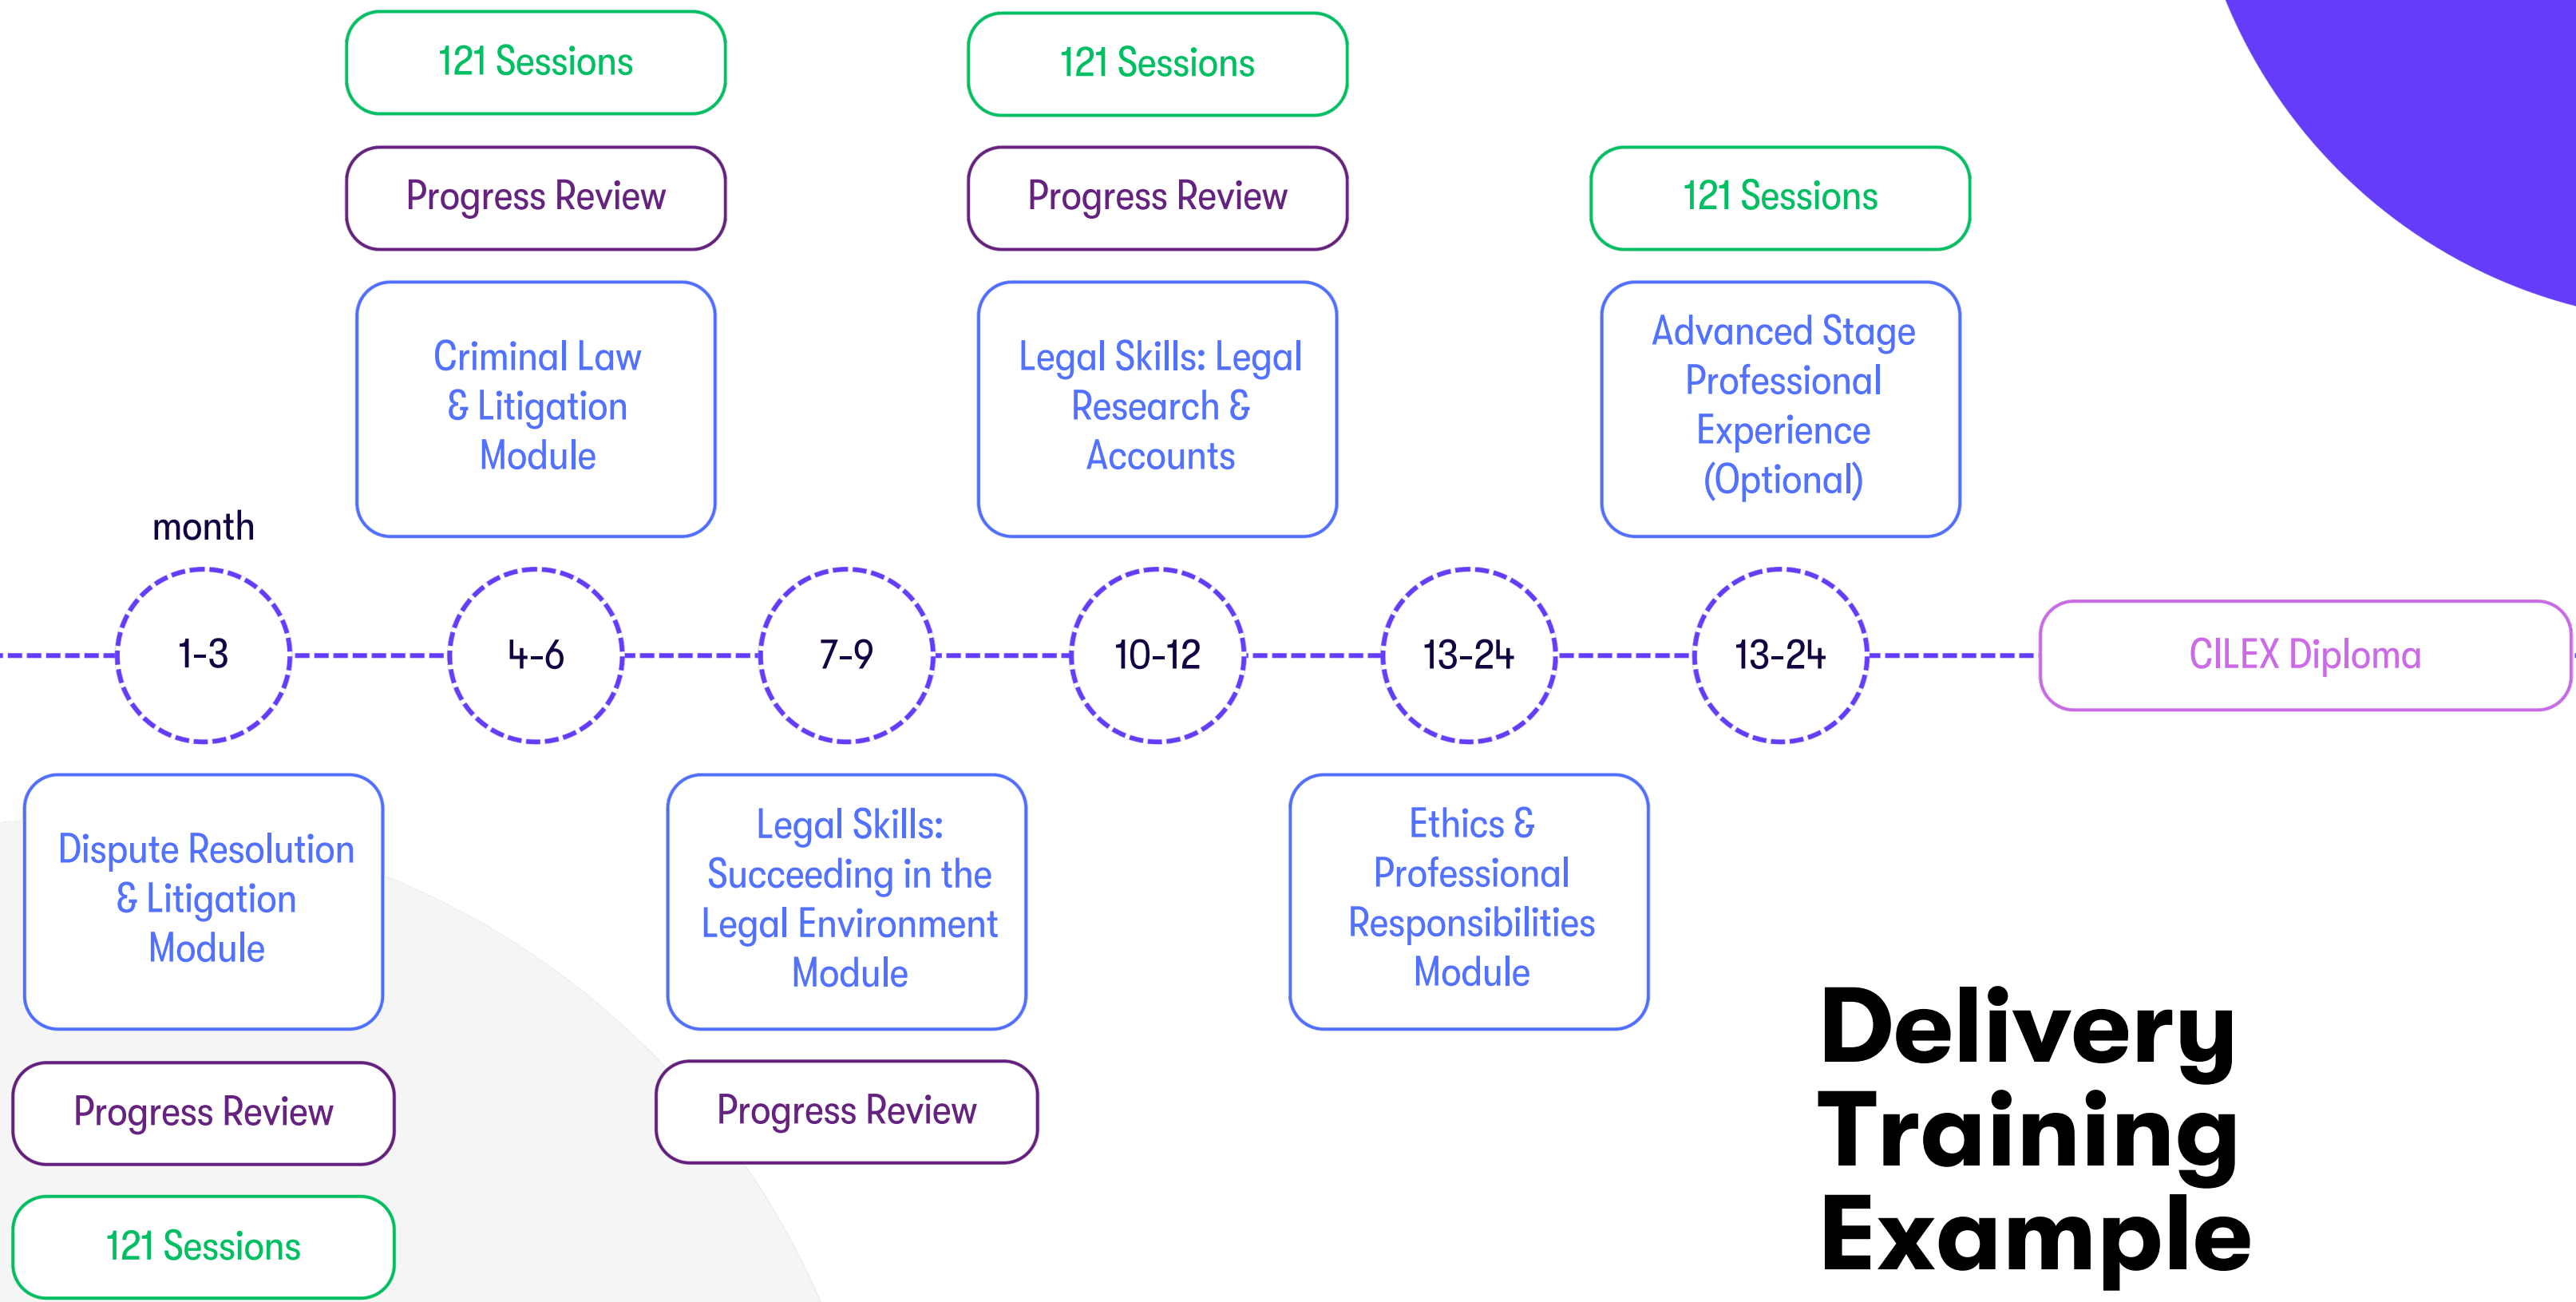 121 Sessions
Progress Review
Criminal Law
& Litigation
Module
121 Sessions
Progress Review
Legal Skills: Legal
Research &
Accounts
121 Sessions
Advanced Stage
Professional
Experience
(Optional)
month
1-3
4-6
7-9
10-12
13-24
13-24
CILEX Diploma
Dispute Resolution
& Litigation
Module
Progress Review
121 Sessions
Legal Skills:
Succeeding in the
Legal Environment
Module
Progress Review
Ethics &
Professional
Responsibilities
Module
Delivery
Training
Example